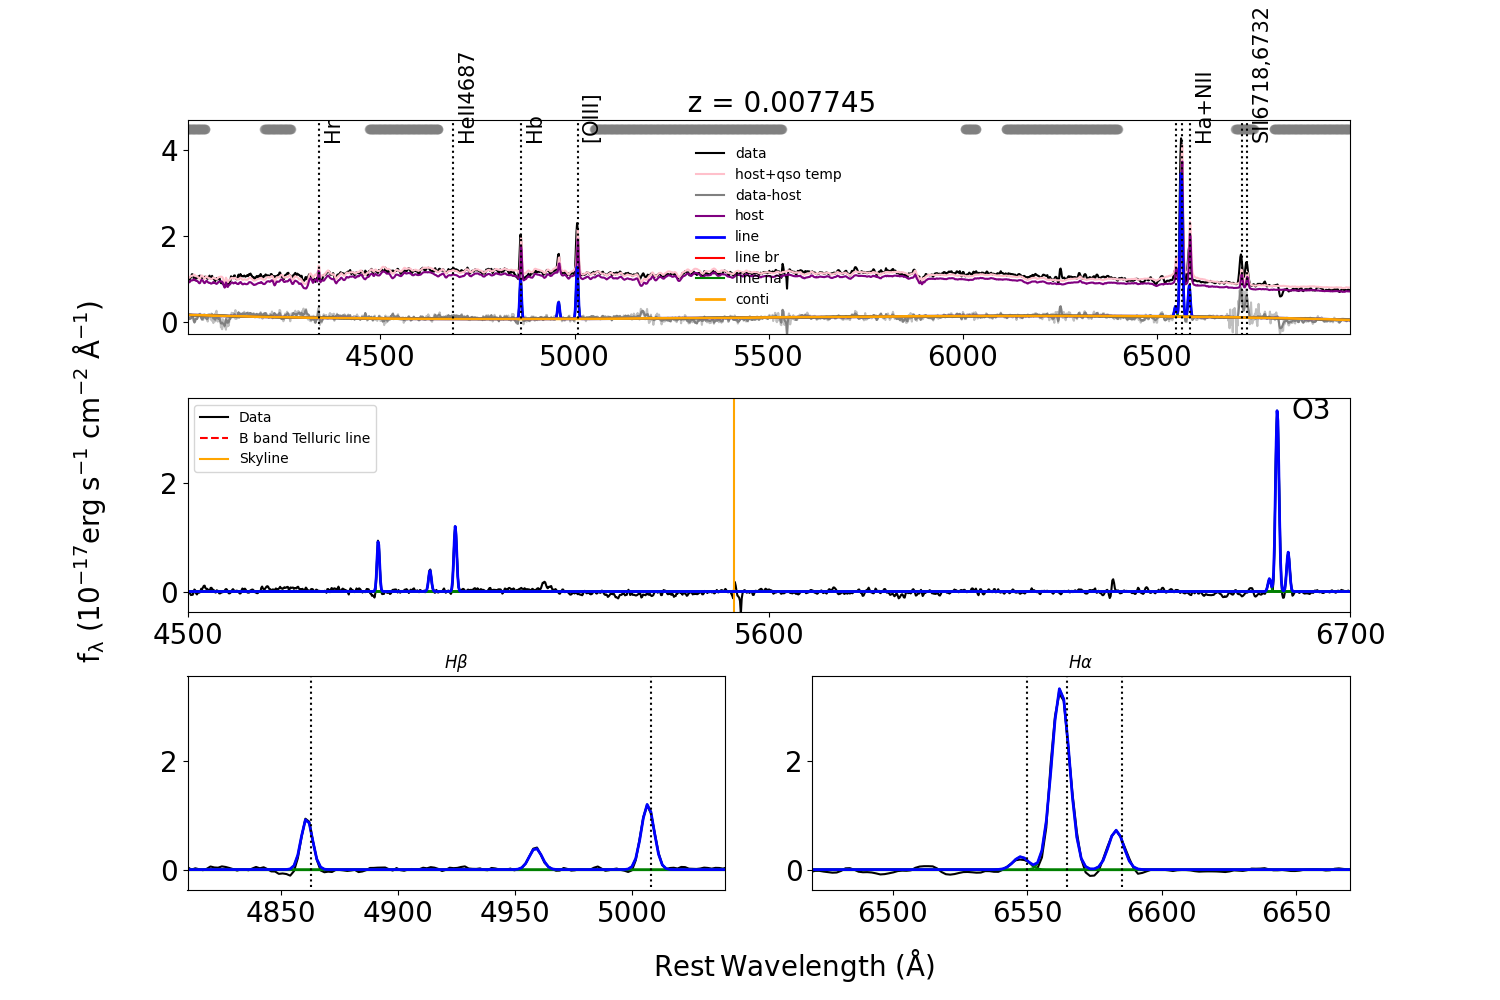 z = 0.007745
Hr
HeII4687
Hb
[OIII]
Ha+NII
SII6718,6732
data
host+qso temp
data-host
host
line
line br
line na
conti
4
2
0
4500 5000 5500 6000 6500
Data
B band Telluric line
Skyline
O3
2
0
4500 5600 6700
fλ (10−17erg s−1 cm−2 Å−1)
Hβ
2
0
4850 4900 4950 5000
Hα
2
0
6500 6550 6600 6650
Rest Wavelength (Å)